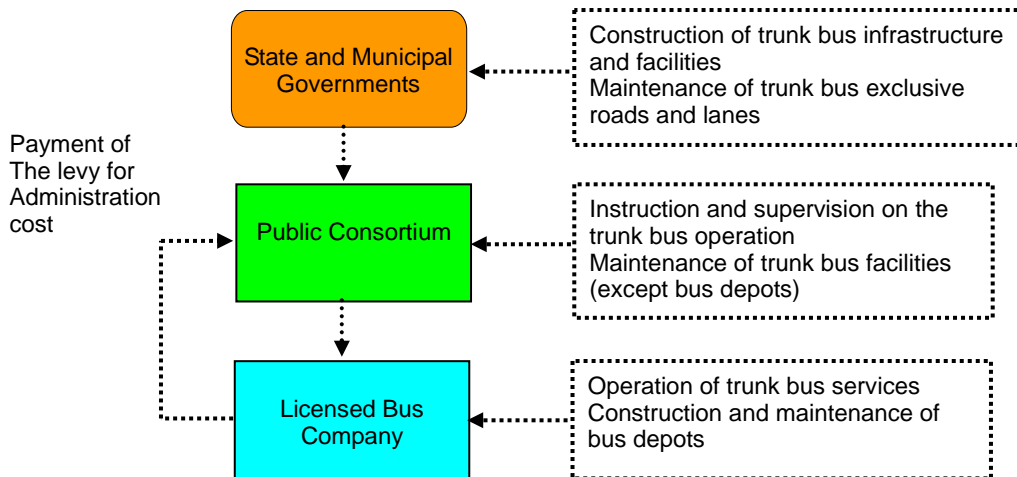 State and Municipal
Governments
Construction of trunk bus infrastructure
and facilities
Maintenance of trunk bus exclusive
roads and lanes
Payment of
The levy for
Administration
cost
Public Consortium
Instruction and supervision on the
trunk bus operation
Maintenance of trunk bus facilities
(except bus depots)
Licensed Bus
Company
Operation of trunk bus services
Construction and maintenance of
bus depots